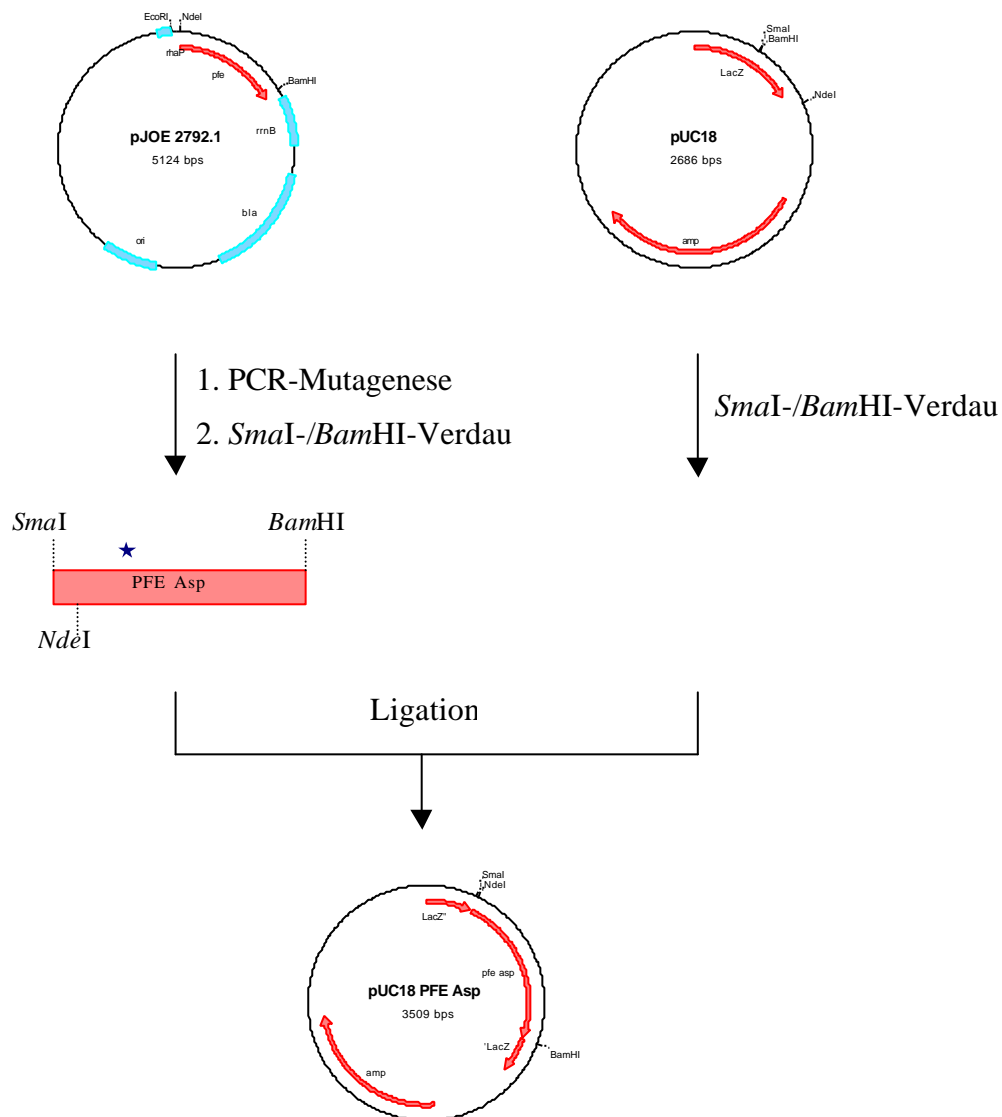 EcoRI NdeI
rhaP
pfe
BamHI
rrnB
pJOE 2792.1
5124 bps
bla
ori
SmaI
BamHI
LacZ
NdeI
pUC18
2686 bps
amp
1. PCR-Mutagenese
2. SmaI-/BamHI-Verdau
SmaI-/BamHI-Verdau
SmaI BamHI
PFE Asp
NdeI
Ligation
SmaI
NdeI
LacZ''
pfe asp
pUC18 PFE Asp
3509 bps
'LacZ
BamHI
amp